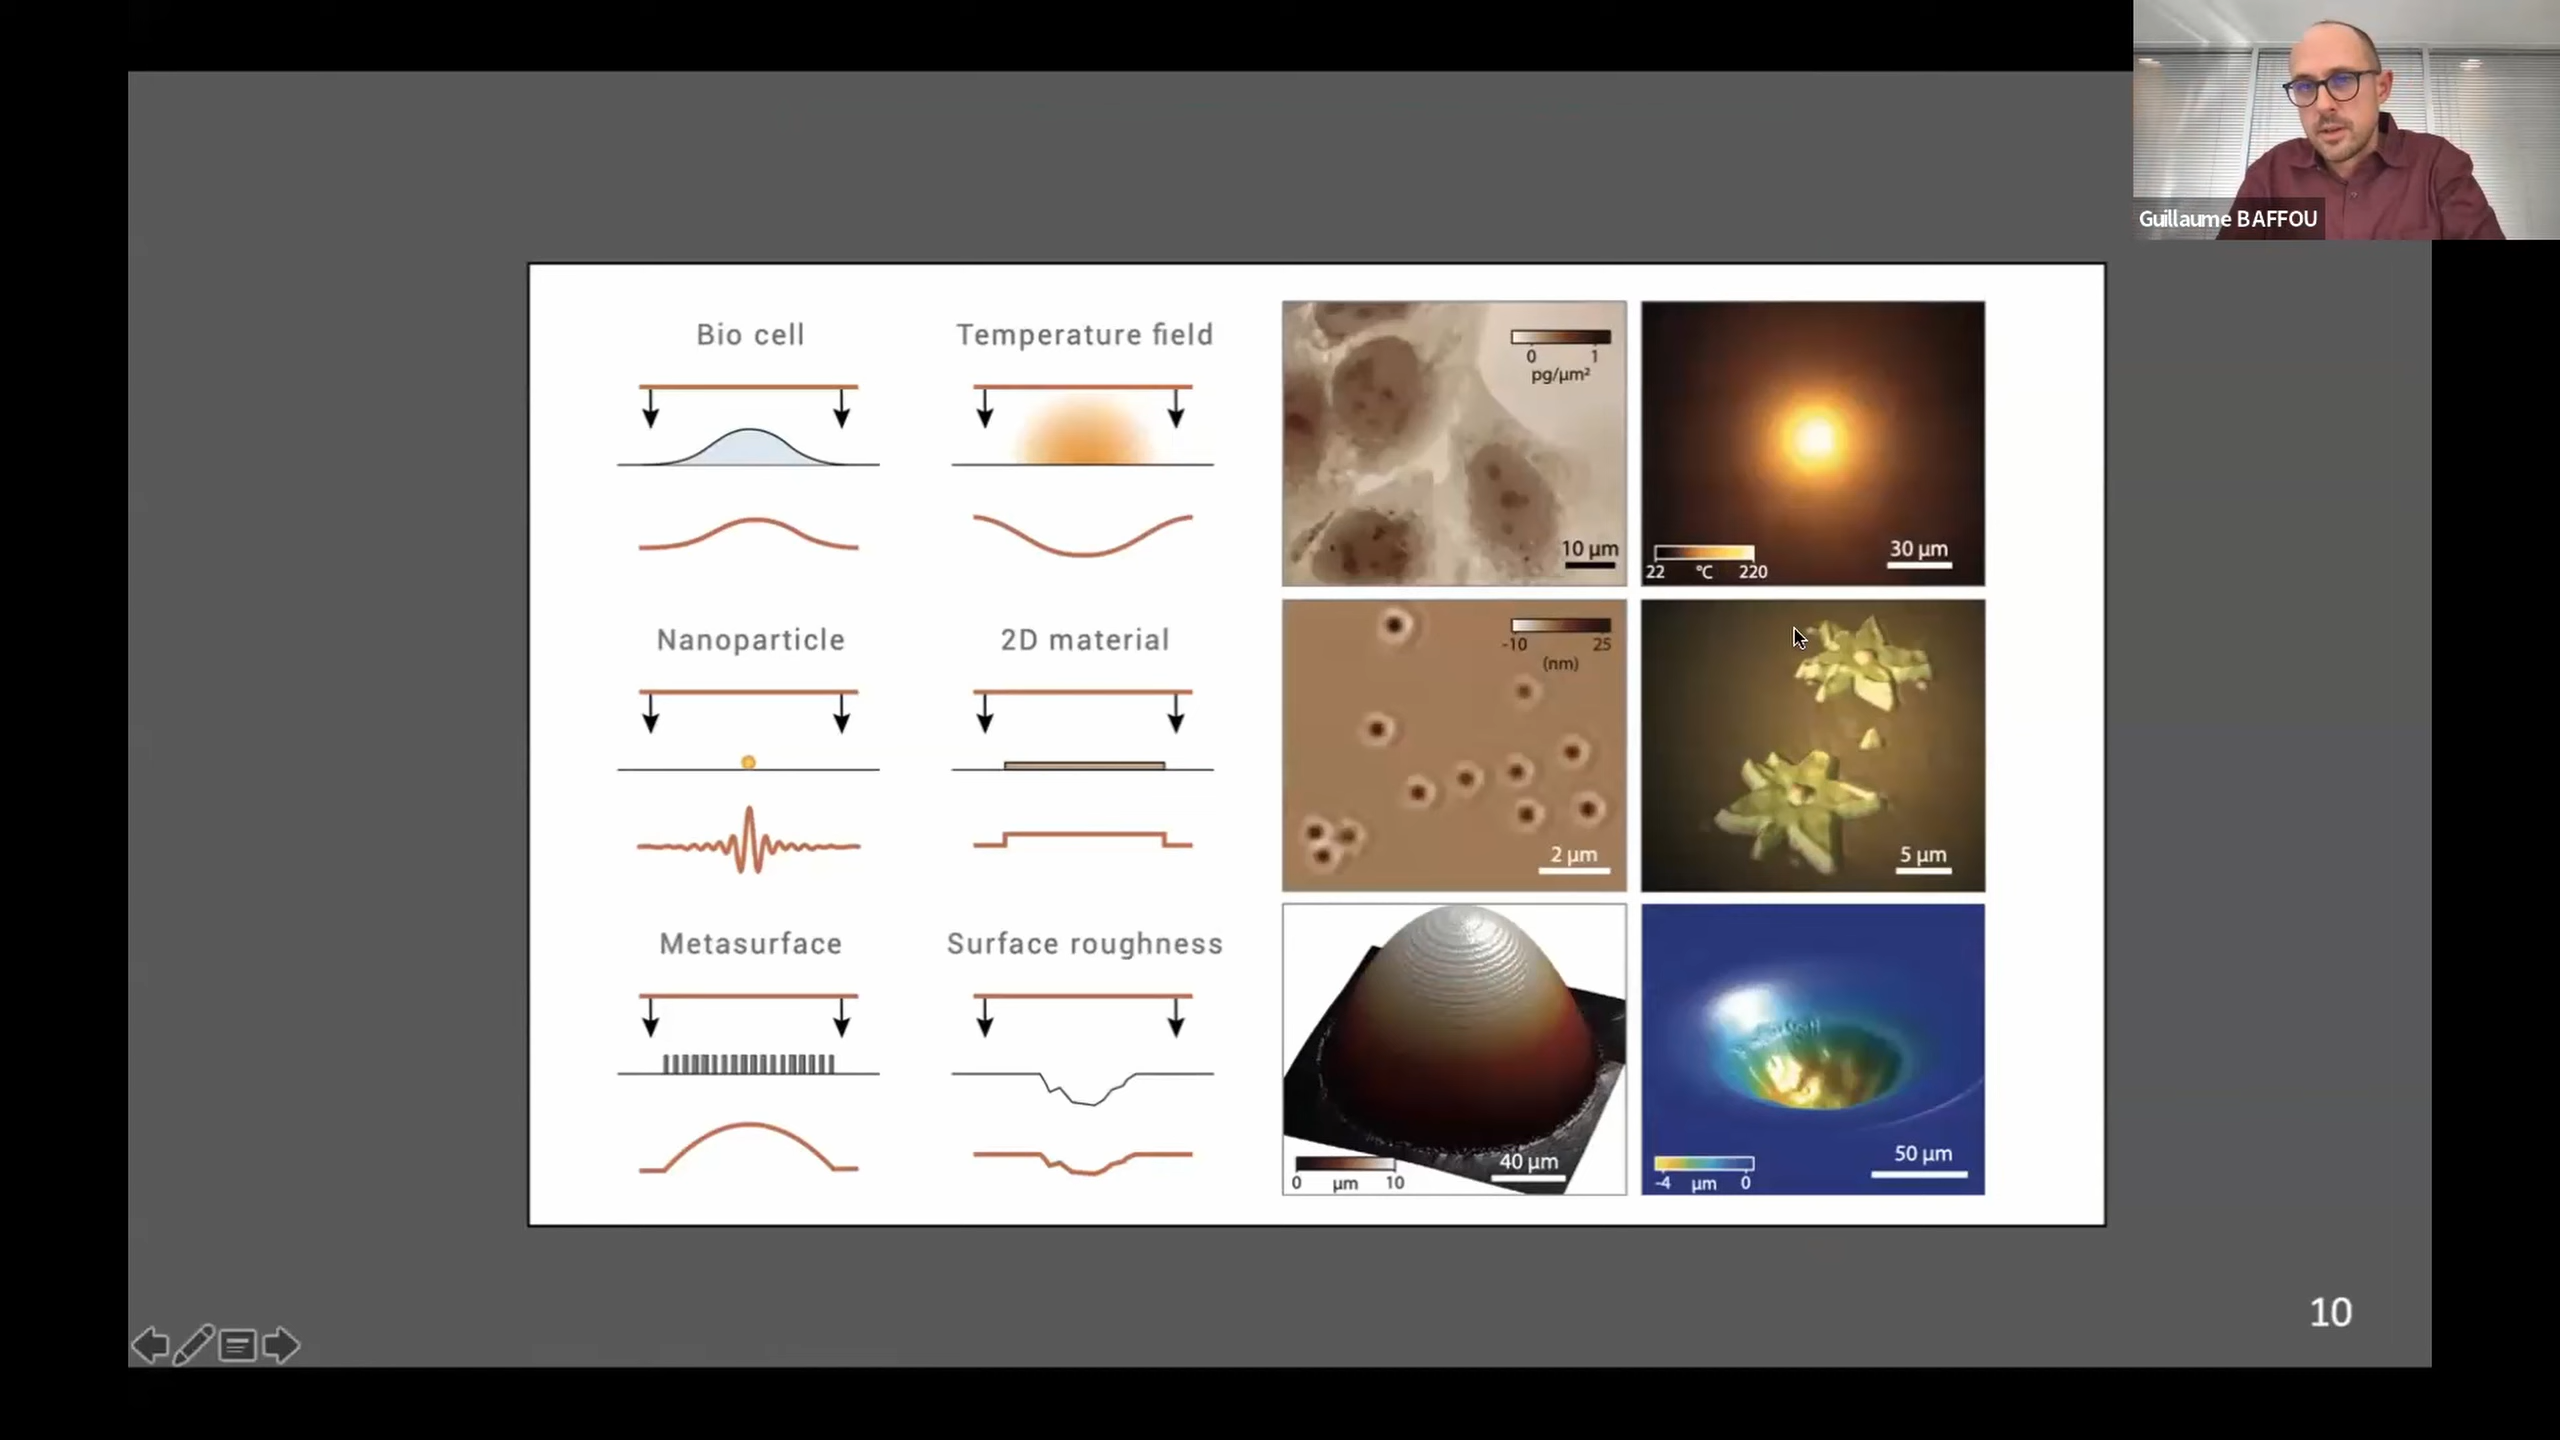 Guillaume BAFFOU
Bio cell
Temperature field
0 1
pg/µm²
10 µm
22 °C 220
30 µm
Nanoparticle
2D material
-10 25
(nm)
2 µm
5 µm
Metasurface
Surface roughness
0 µm 10
40 µm
-4 µm 0
50 µm
10